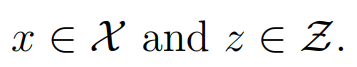 x ∈ 𝒳 and z ∈ 𝒵.